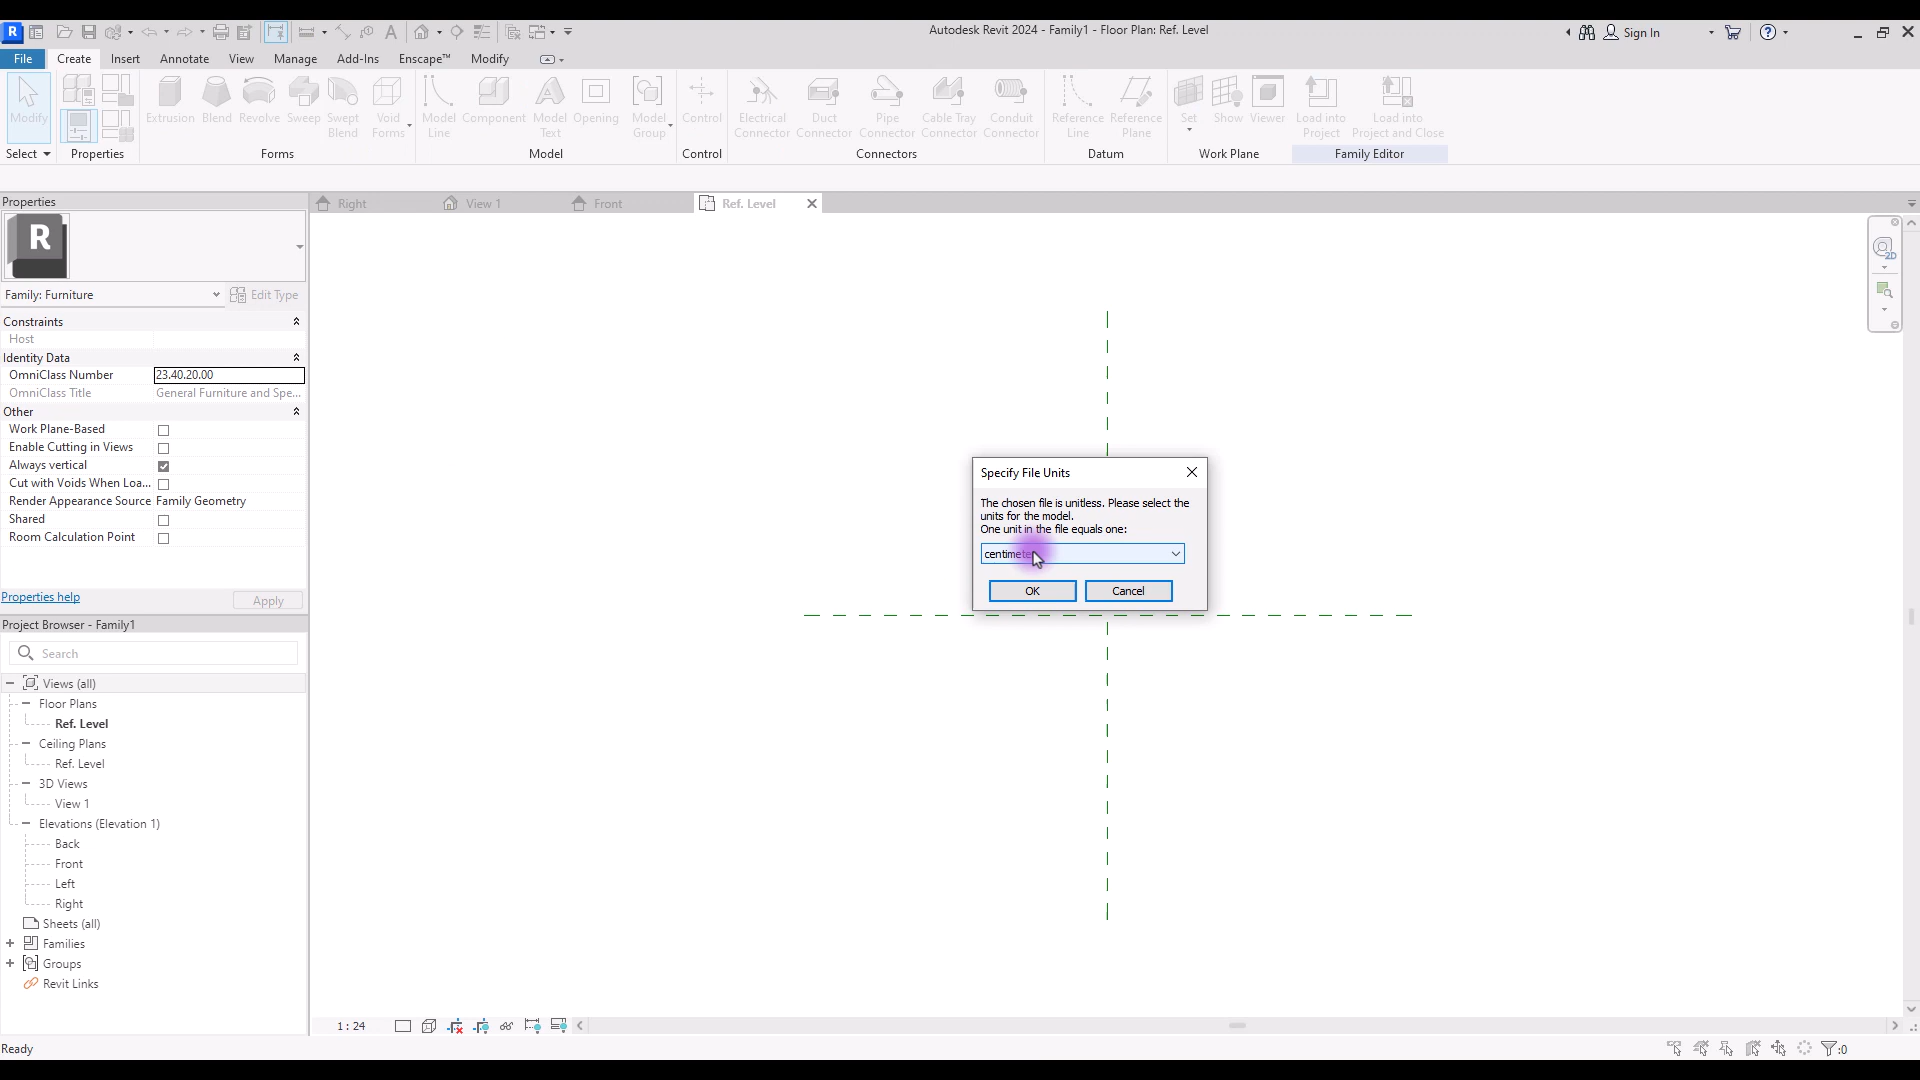 Autodesk Revit 2024 - Family1 - Floor Plan: Ref. Level
Sign In
File Create Insert Annotate View Manage Add-Ins Enscape™ Modify
Modify
Extrusion Blend Revolve Sweep Swept Blend Void Forms
Model Line Component Model Text Opening Model Group
Control
Electrical Connector Duct Connector Pipe Connector Cable Tray Connector Conduit Connector
Reference Line Reference Plane
Set Show Viewer
Load into Project Load into Project and Close
Select Properties Forms Model Control Connectors Datum Work Plane Family Editor
Properties
Right View 1 Front Ref. Level
R
Family: Furniture Edit Type
Constraints
Host
Identity Data
OmniClass Number 23.40.20.00
OmniClass Title General Furniture and Spe...
Other
Work Plane-Based
Enable Cutting in Views
Always vertical
Cut with Voids When Loa...
Render Appearance Source Family Geometry
Shared
Room Calculation Point
Properties help Apply
Specify File Units
The chosen file is unitless. Please select the
units for the model.
One unit in the file equals one:
centimeter
OK Cancel
Project Browser - Family1
Search
Views (all)
Floor Plans
Ref. Level
Ceiling Plans
Ref. Level
3D Views
View 1
Elevations (Elevation 1)
Back
Front
Left
Right
Sheets (all)
Families
Groups
Revit Links
1 : 24
Ready
:0
2D